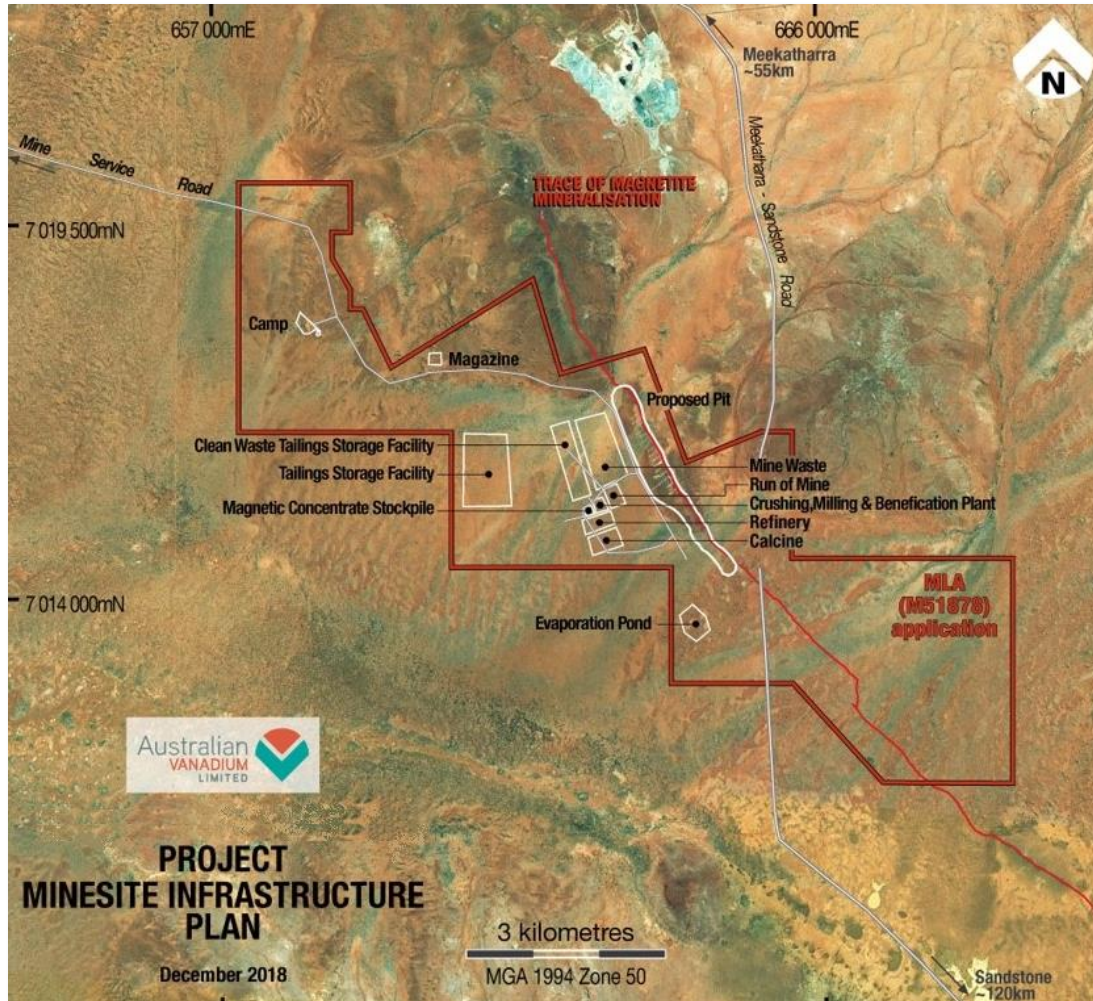 657 000mE
666 000mE
Meekatharra
~55km
N
Mine Service Road
Meekatharra - Sandstone Road
TRACE OF MAGNETITE
MINERALISATION
7 019 500mN
Camp
Magazine
Proposed Pit
Clean Waste Tailings Storage Facility
Tailings Storage Facility
Magnetic Concentrate Stockpile
Mine Waste
Run of Mine
Crushing,Milling & Benefication Plant
Refinery
Calcine
7 014 000mN
Evaporation Pond
MLA
(M51878)
application
Australian
VANADIUM
LIMITED
PROJECT
MINESITE INFRASTRUCTURE
PLAN
December 2018
3 kilometres
MGA 1994 Zone 50
Sandstone
~120km